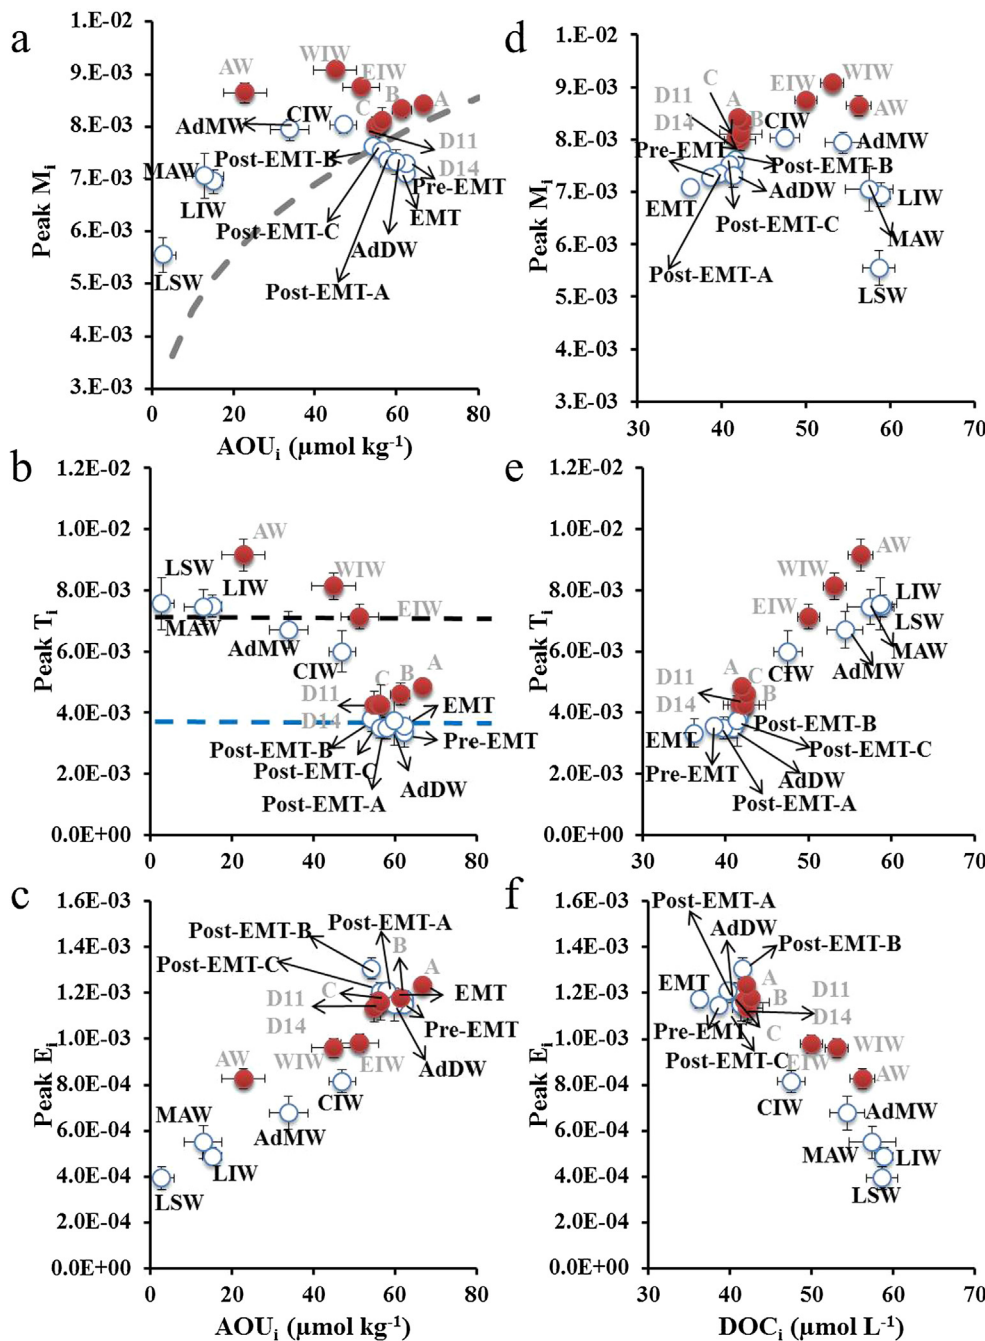 a
1.E-02
9.E-03
8.E-03
7.E-03
6.E-03
5.E-03
4.E-03
3.E-03
Peak Mi
WIW
AW
EIW
B
A
C
CIW
AdMW
D11
Post-EMT-B
D14
MAW
Pre-EMT
LIW
EMT
Post-EMT-C
AdDW
LSW
Post-EMT-A
0
20
40
60
80
AOUi (µmol kg-1)
d
1.E-02
9.E-03
8.E-03
7.E-03
6.E-03
5.E-03
4.E-03
3.E-03
Peak Mi
C
WIW
EIW
D11
A
AW
B
CIW
D14
AdMW
Pre-EMT
Post-EMT-B
EMT
AdDW
LIW
Post-EMT-C
MAW
Post-EMT-A
LSW
30
40
50
60
70
b
1.2E-02
1.0E-02
8.0E-03
6.0E-03
4.0E-03
2.0E-03
0.0E+00
Peak Ti
AW
LSW
WIW
LIW
EIW
MAW
AdMW
CIW
A
C
B
D11
EMT
D14
Post-EMT-B
Pre-EMT
Post-EMT-C
AdDW
Post-EMT-A
0
20
40
60
80
e
1.2E-02
1.0E-02
8.0E-03
6.0E-03
4.0E-03
2.0E-03
0.0E+00
Peak Ti
AW
WIW
LIW
EIW
LSW
MAW
AdMW
CIW
A
D11
C
B
D14
EMT
Post-EMT-B
Pre-EMT
Post-EMT-C
AdDW
Post-EMT-A
30
40
50
60
70
c
1.6E-03
1.4E-03
1.2E-03
1.0E-03
8.0E-04
6.0E-04
4.0E-04
2.0E-04
0.0E+00
Peak Ei
Post-EMT-A
Post-EMT-B
B
Post-EMT-C
A
C
EMT
D11
D14
Pre-EMT
AW
WIW
EIW
AdDW
CIW
MAW
AdMW
LIW
LSW
0
20
40
60
80
AOUi (µmol kg-1)
f
1.6E-03
1.4E-03
1.2E-03
1.0E-03
8.0E-04
6.0E-04
4.0E-04
2.0E-04
0.0E+00
Peak Ei
Post-EMT-A
AdDW
Post-EMT-B
EMT
A
B
D11
D14
Pre-EMT
C
Post-EMT-C
EIW
WIW
CIW
AW
AdMW
MAW
LIW
LSW
30
40
50
60
70
DOCi (µmol L-1)